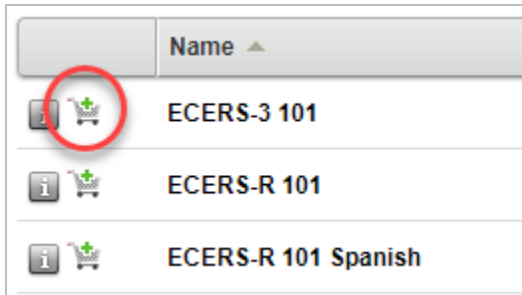 Name
i ECERS-3 101
i ECERS-R 101
i ECERS-R 101 Spanish